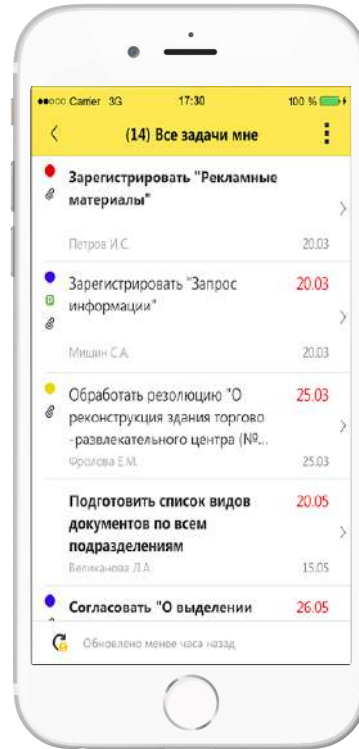 Carrier 3G 17:30 100 %
(14) Все задачи мне
Зарегистрировать "Рекламные
материалы"
Петров И.С. 20.03
Зарегистрировать "Запрос 20.03
информации"
Мишин С.А. 20.03
Обработать резолюцию "О 25.03
реконструкция здания торгово
-развлекательного центра (№...
Фролова Е.М. 25.03
Подготовить список видов 20.05
документов по всем
подразделениям
Великанова Л.А. 15.05
Согласовать "О выделении 26.05
Обновлено менее часа назад